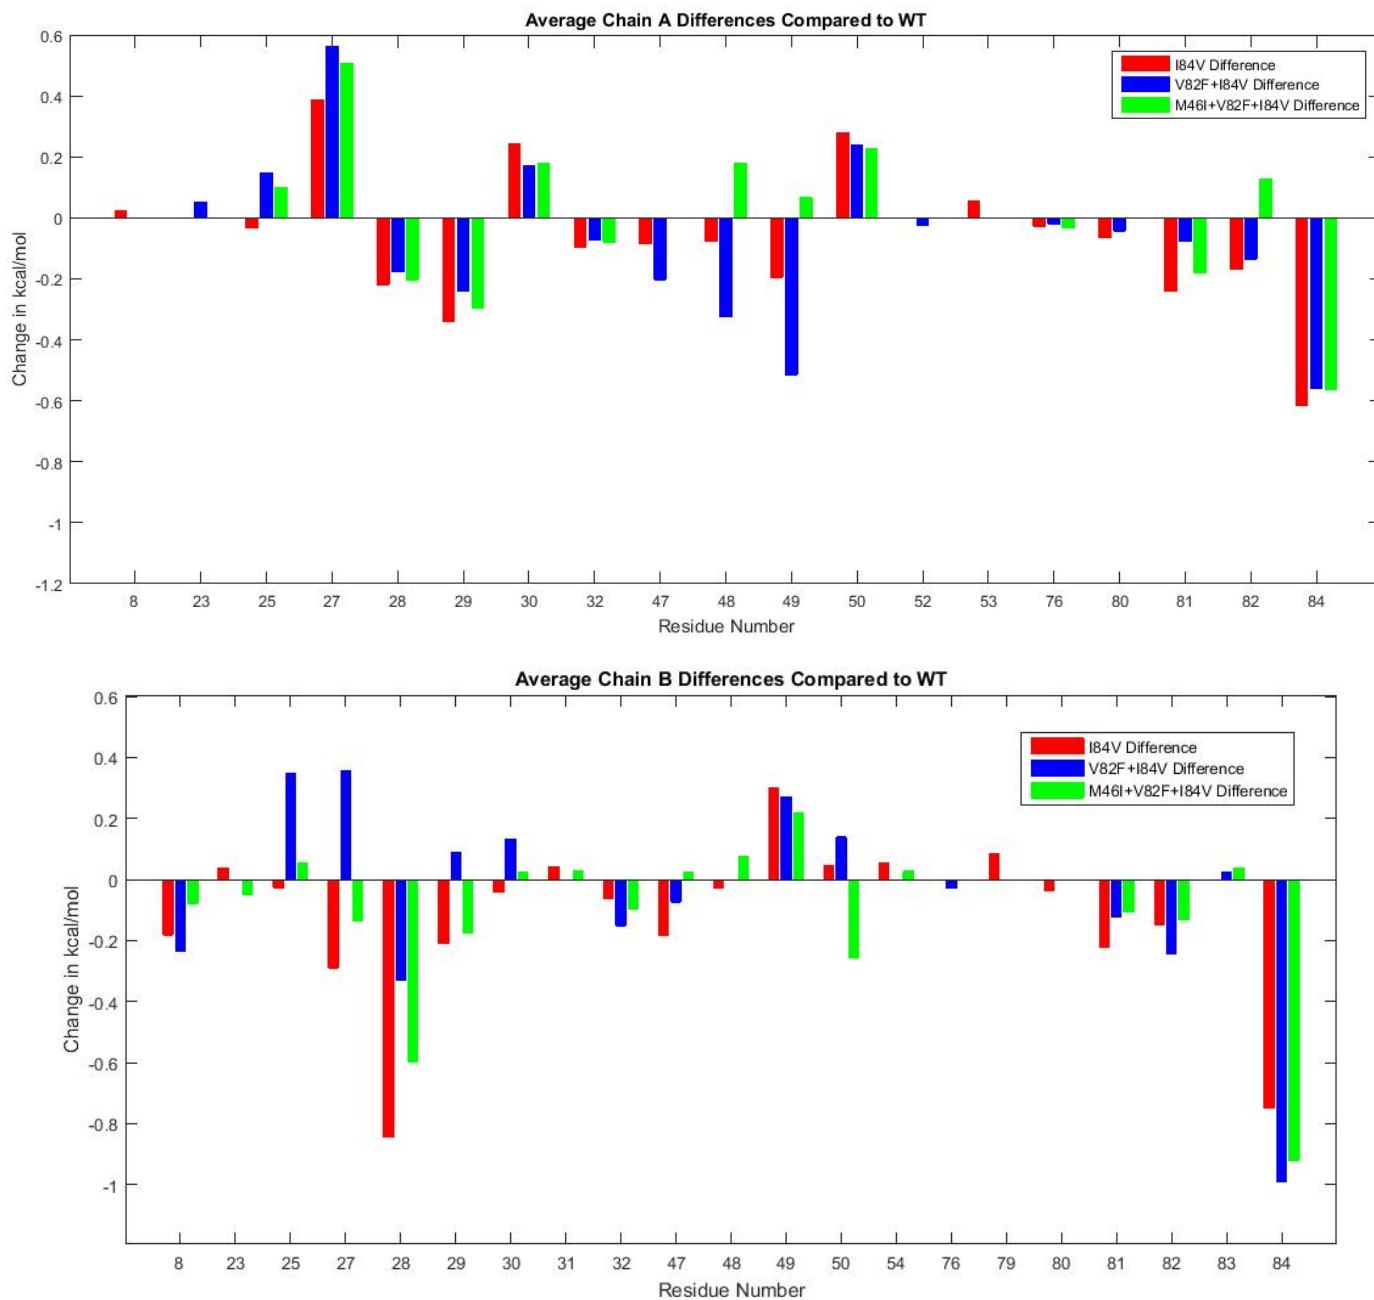 Average Chain A Differences Compared to WT
0.6
0.4
0.2
0
-0.2
-0.4
-0.6
-0.8
-1
-1.2
Change in kcal/mol
I84V Difference
V82F+I84V Difference
M46I+V82F+I84V Difference
8 23 25 27 28 29 30 32 47 48 49 50 52 53 76 80 81 82 84
Residue Number
Average Chain B Differences Compared to WT
0.6
0.4
0.2
0
-0.2
-0.4
-0.6
-0.8
-1
Change in kcal/mol
I84V Difference
V82F+I84V Difference
M46I+V82F+I84V Difference
8 23 25 27 28 29 30 31 32 47 48 49 50 54 76 79 80 81 82 83 84
Residue Number